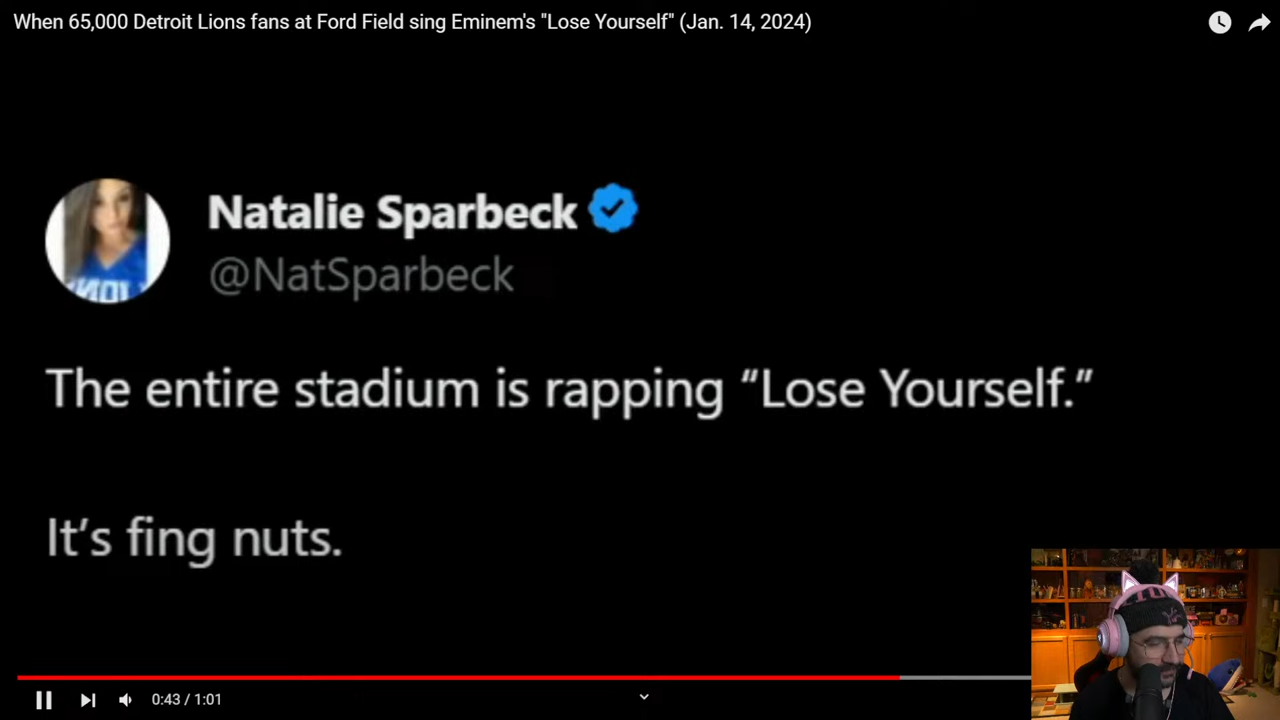 When 65,000 Detroit Lions fans at Ford Field sing Eminem's "Lose Yourself" (Jan. 14, 2024)
Natalie Sparbeck
@NatSparbeck
The entire stadium is rapping “Lose Yourself.”
It’s fing nuts.
0:43 / 1:01